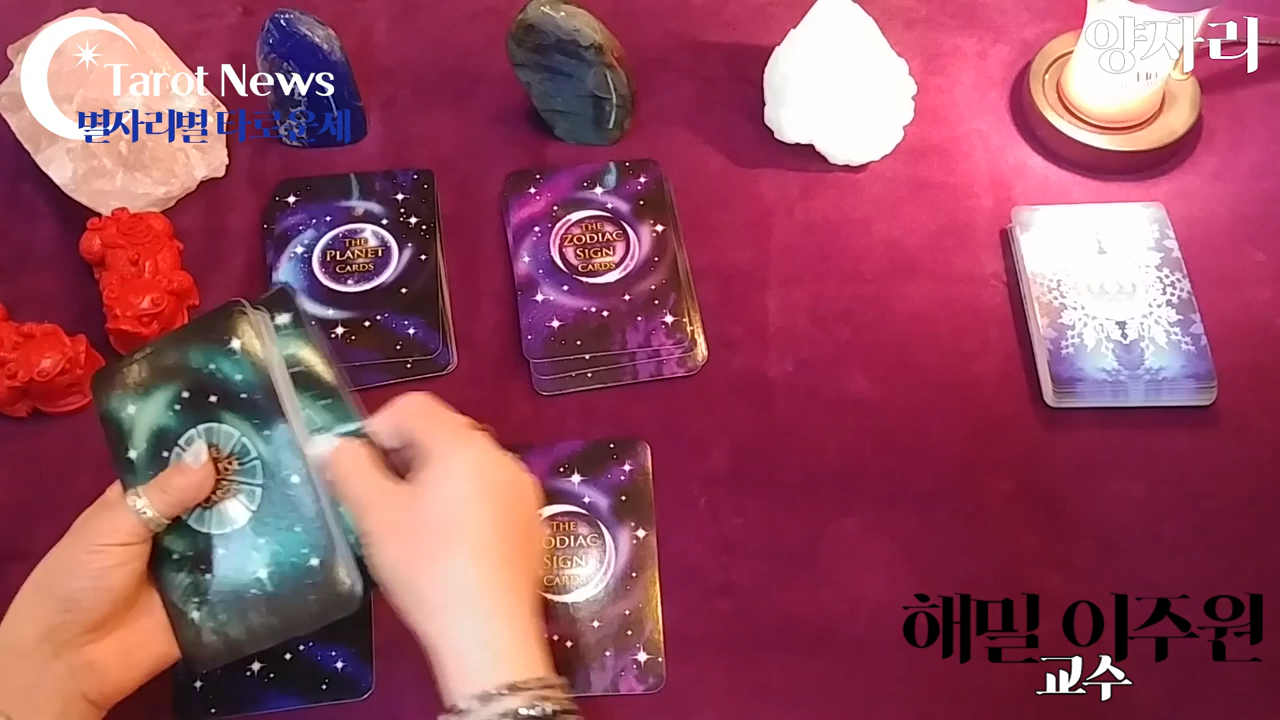 Tarot News
별자리별 타로운세
양자리
THE
PLANET
CARDS
THE
ZODIAC
SIGN
CARDS
THE
ZODIAC
SIGN
CARDS
해밀 이주원
교수